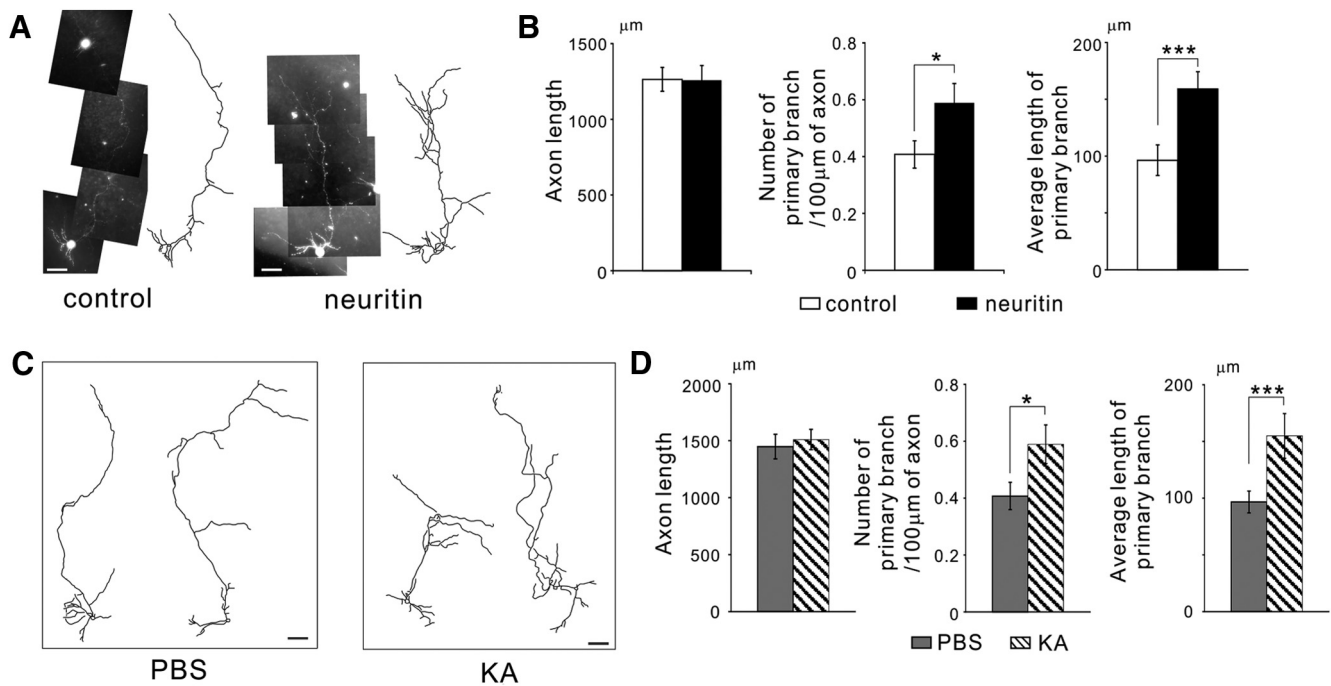 A
control
neuritin
B
μm
1500
1000
500
0
Axon length
0.8
0.6
0.4
0.2
0
Number of
primary branch
/100μm of axon
*
μm
200
100
0
Average length of
primary branch
***
control
neuritin
C
PBS
KA
D
μm
2000
1500
1000
500
0
Axon length
0.8
0.6
0.4
0.2
0
Number of
primary branch
/100μm of axon
*
μm
200
100
0
Average length of
primary branch
***
PBS
KA